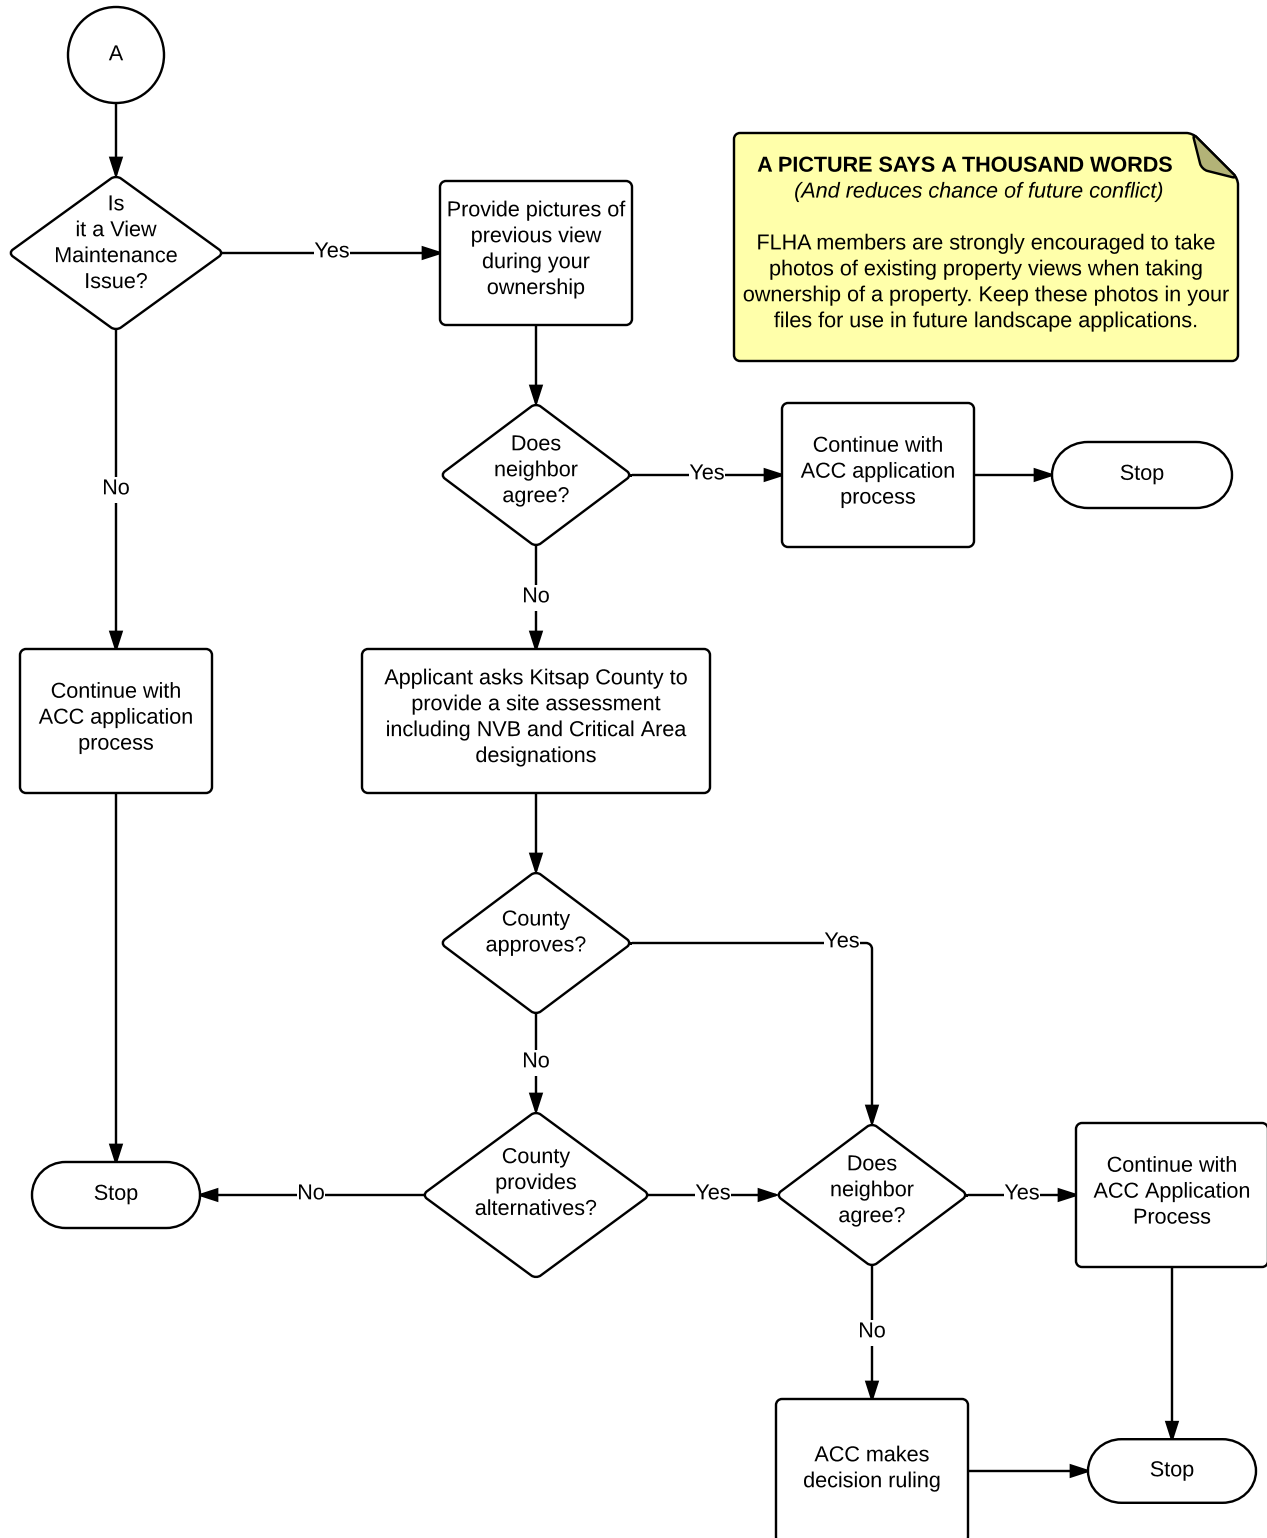 A
Is
it a View
Maintenance
Issue?
Yes
Provide pictures of
previous view
during your
ownership
A PICTURE SAYS A THOUSAND WORDS
(And reduces chance of future conflict)
FLHA members are strongly encouraged to take
photos of existing property views when taking
ownership of a property. Keep these photos in your
files for use in future landscape applications.
No
Does
neighbor
agree?
Yes
Continue with
ACC application
process
Stop
No
Continue with
ACC application
process
Applicant asks Kitsap County to
provide a site assessment
including NVB and Critical Area
designations
County
approves?
Yes
No
Stop
No
County
provides
alternatives?
Yes
Does
neighbor
agree?
Yes
Continue with
ACC Application
Process
No
ACC makes
decision ruling
Stop